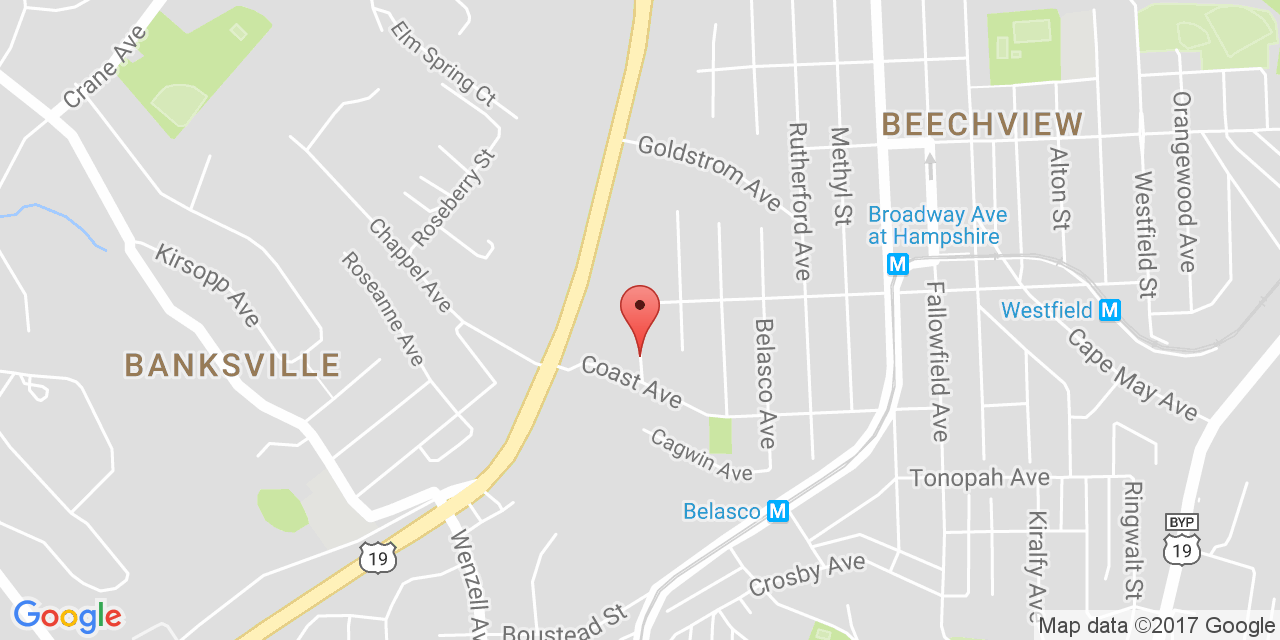 Crane Ave
Elm Spring Ct
BEECHVIEW
Goldstrom Ave
Rutherford Ave
Methyl St
Alton St
Orangewood Ave
Westfield St
Roseberry St
Chappel Ave
Kirsopp Ave
Roseanne Ave
Broadway Ave
at Hampshire
M
Westfield M
Fallowfield Ave
Cape May Ave
BANKSVILLE
Coast Ave
Belasco Ave
Cagwin Ave
Tonopah Ave
Belasco M
Kiralfy Ave
Ringwalt St
BYP
19
19
Wenzell Av
Crosby Ave
Boustead St
Google
Map data ©2017 Google